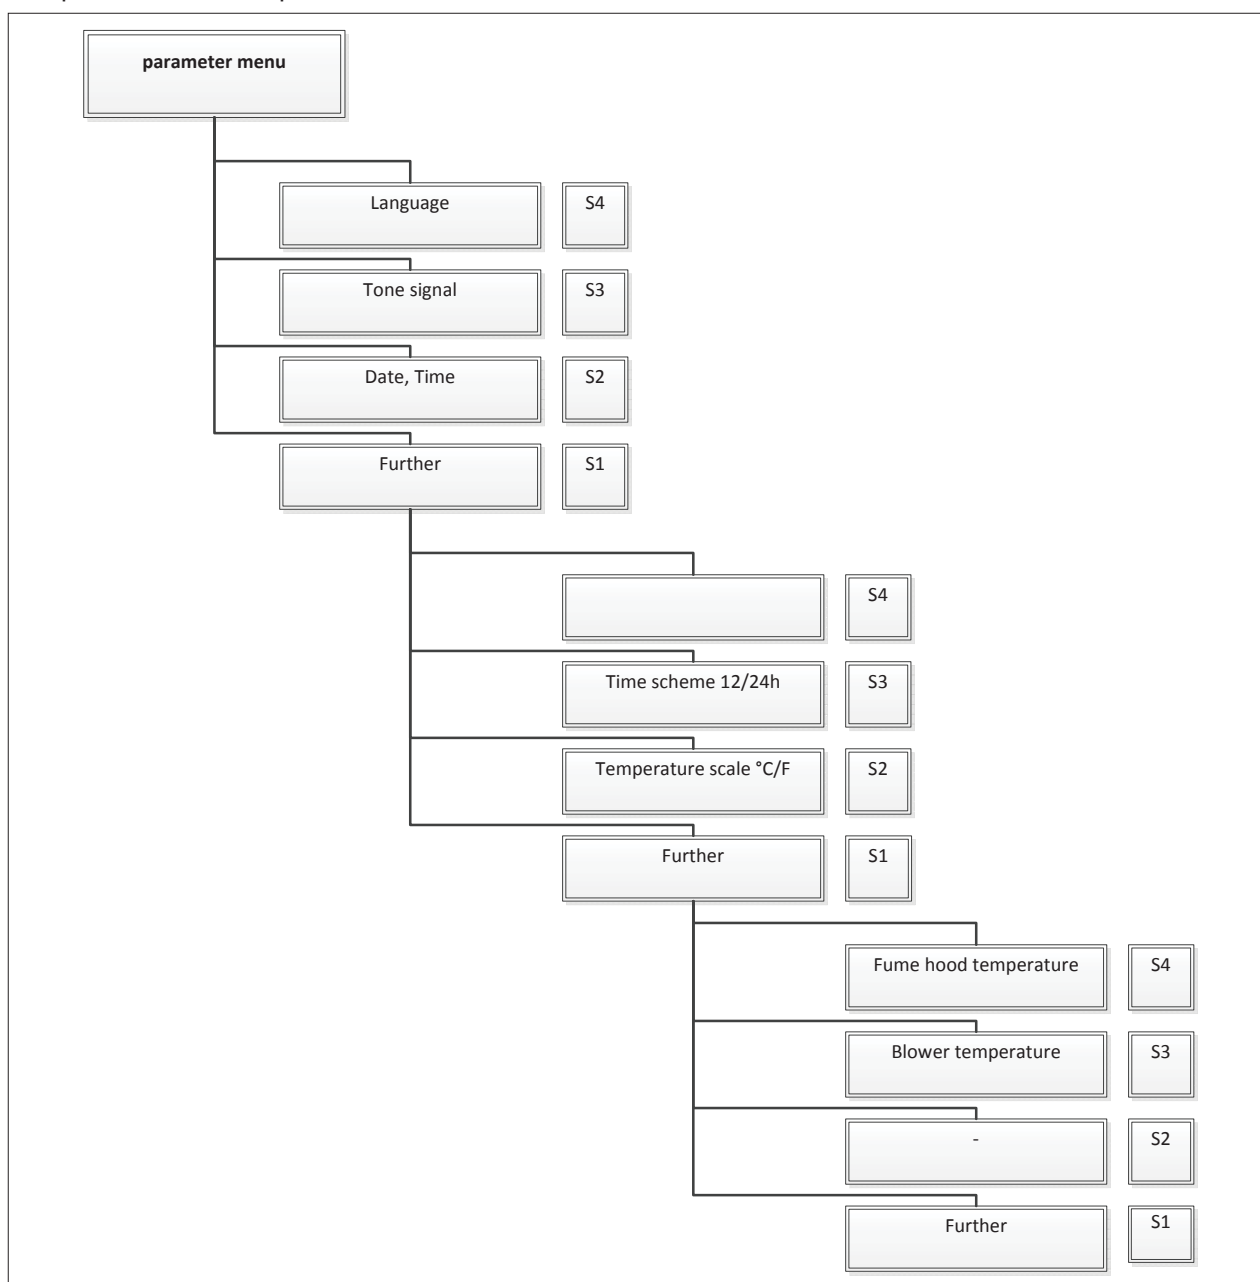 parameter menu
Language S4
Tone signal S3
Date, Time S2
Further S1
S4
Time scheme 12/24h S3
Temperature scale °C/F S2
Further S1
Fume hood temperature S4
Blower temperature S3
- S2
Further S1